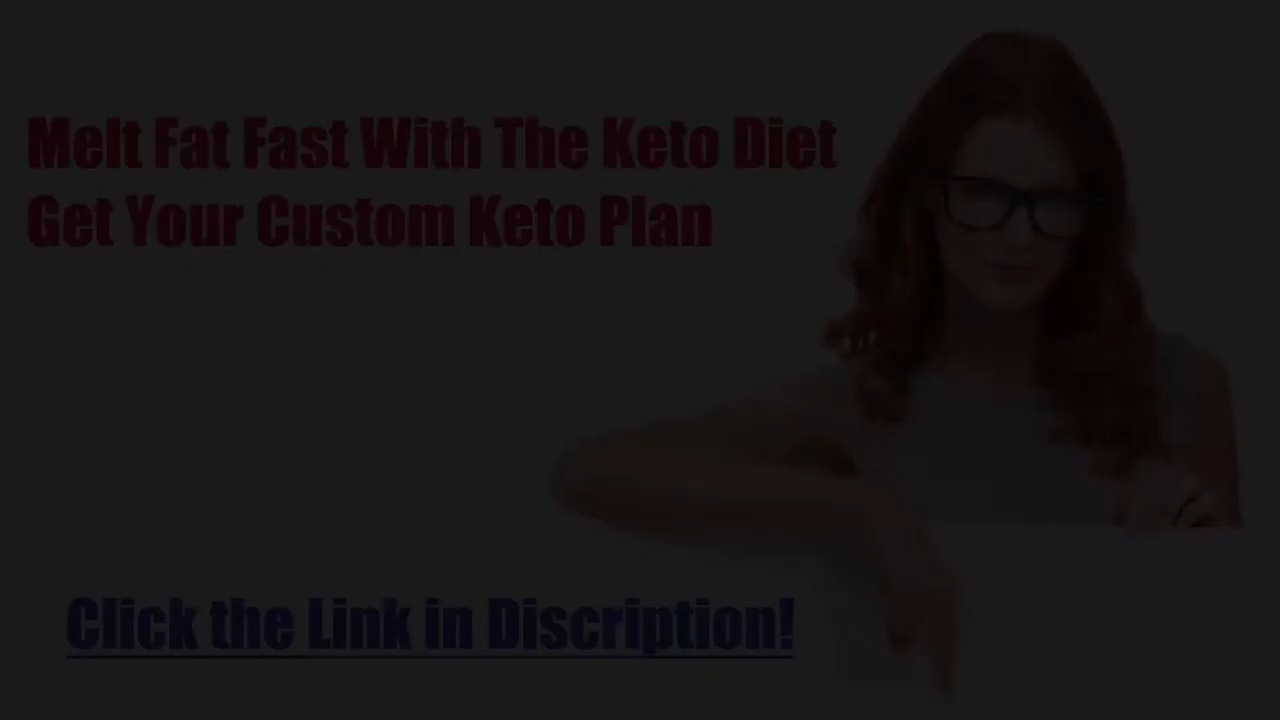 Melt Fat Fast With The Keto Diet
Get Your Custom Keto Plan
Click the Link in Discription!